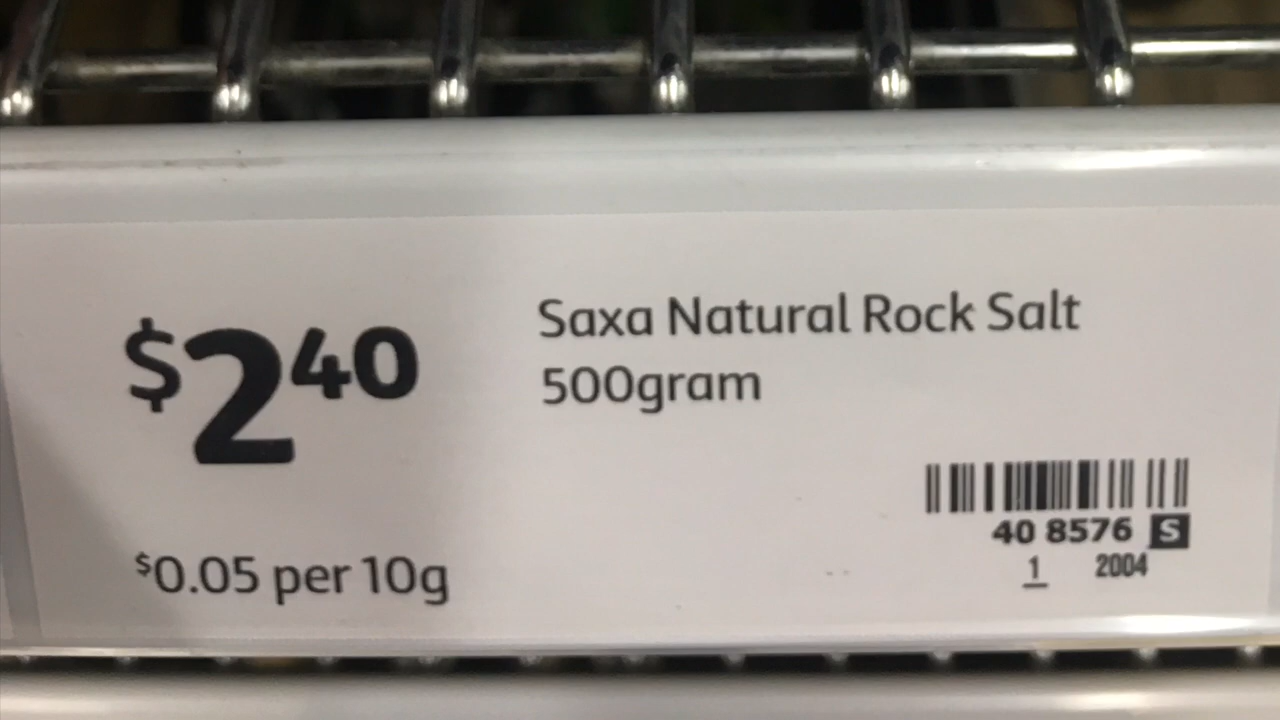 $2.40
Saxa Natural Rock Salt
500gram
$0.05 per 10g
40 8576 S
1 2004